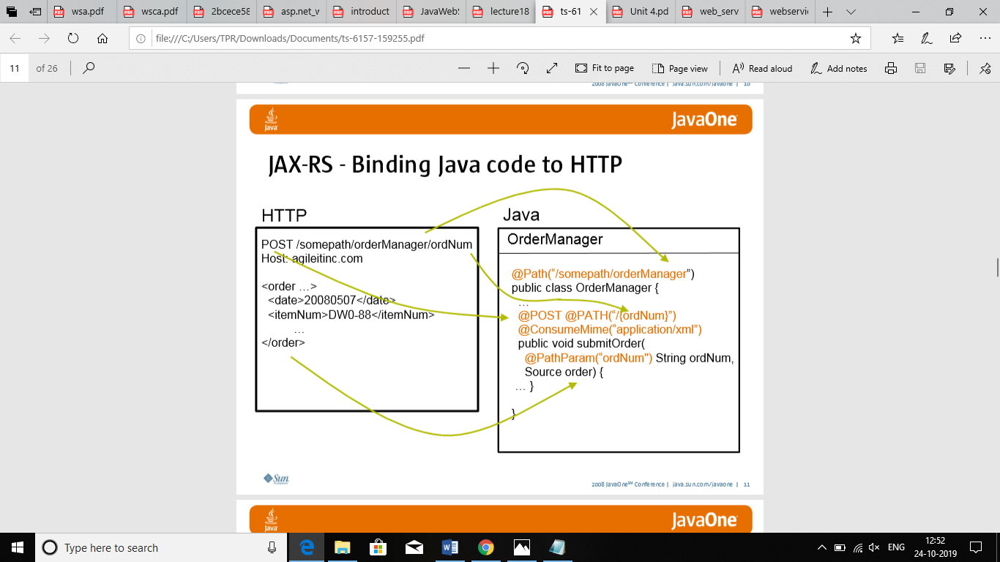 wsa.pdf
wsca.pdf
2bcece58
asp.net_v
introduct
JavaWebS
lecture18
ts-61
Unit 4.pd
web_serv
webservi
file:///C:/Users/TPR/Downloads/Documents/ts-6157-159255.pdf
11 of 26
Fit to page
Page view
Read aloud
Add notes
2008 JavaOne℠ Conference | java.sun.com/javaone | 10
Java
JavaOne
JAX-RS - Binding Java code to HTTP
HTTP
POST /somepath/orderManager/ordNum
Host: agileitinc.com
<order …>
<date>20080507</date>
<itemNum>DW0-88</itemNum>
…
</order>
Java
OrderManager
@Path(“/somepath/orderManager”)
public class OrderManager {
…
@POST @PATH(“/{ordNum}”)
@ConsumeMime(“application/xml”)
public void submitOrder(
@PathParam(“ordNum") String ordNum,
Source order) {
… }
}
Sun
2008 JavaOne℠ Conference | java.sun.com/javaone | 11
Java
JavaOne
Type here to search
ENG
12:52
24-10-2019